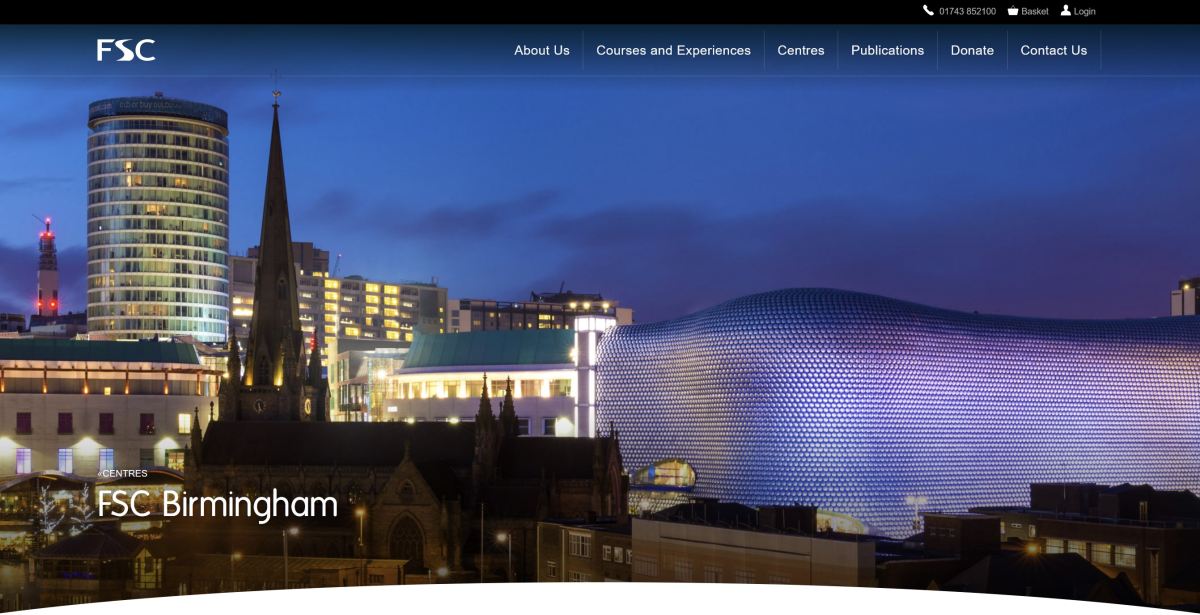 01743 852100 Basket Login
FSC About Us Courses and Experiences Centres Publications Donate Contact Us
«CENTRES
FSC Birmingham